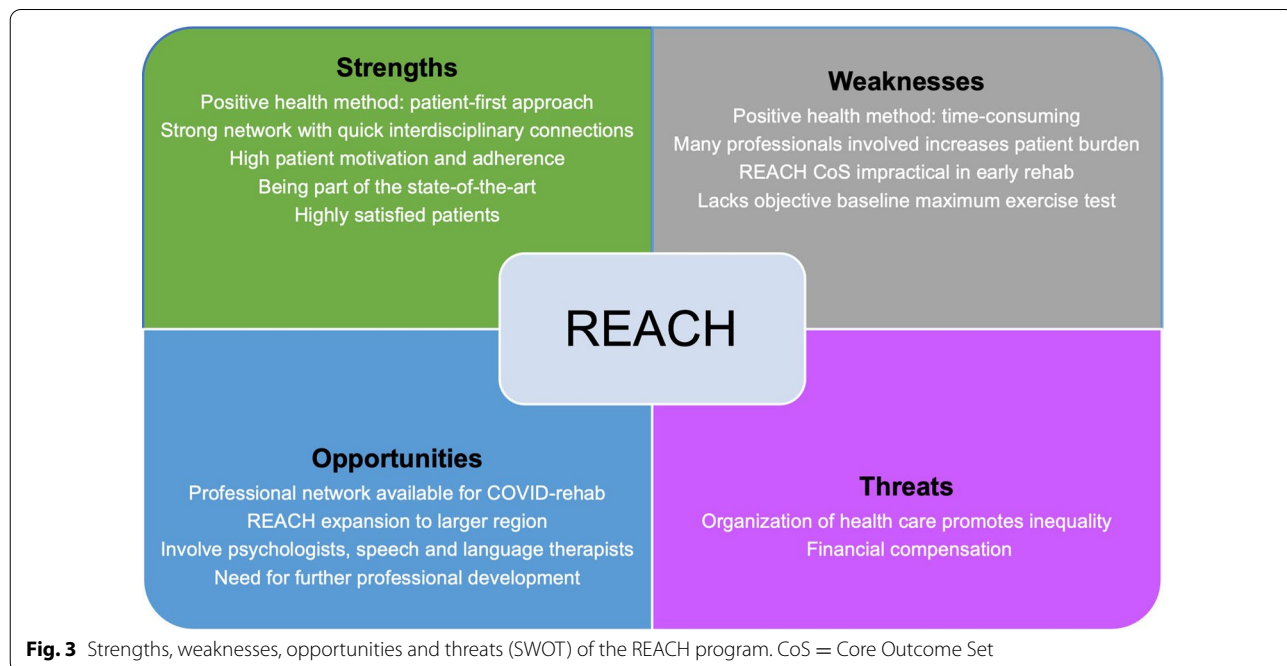 Strengths
Positive health method: patient-first approach
Strong network with quick interdisciplinary connections
High patient motivation and adherence
Being part of the state-of-the-art
Highly satisfied patients
Weaknesses
Positive health method: time-consuming
Many professionals involved increases patient burden
REACH CoS impractical in early rehab
Lacks objective baseline maximum exercise test
REACH
Opportunities
Professional network available for COVID-rehab
REACH expansion to larger region
Involve psychologists, speech and language therapists
Need for further professional development
Threats
Organization of health care promotes inequality
Financial compensation
Fig. 3 Strengths, weaknesses, opportunities and threats (SWOT) of the REACH program. CoS = Core Outcome Set